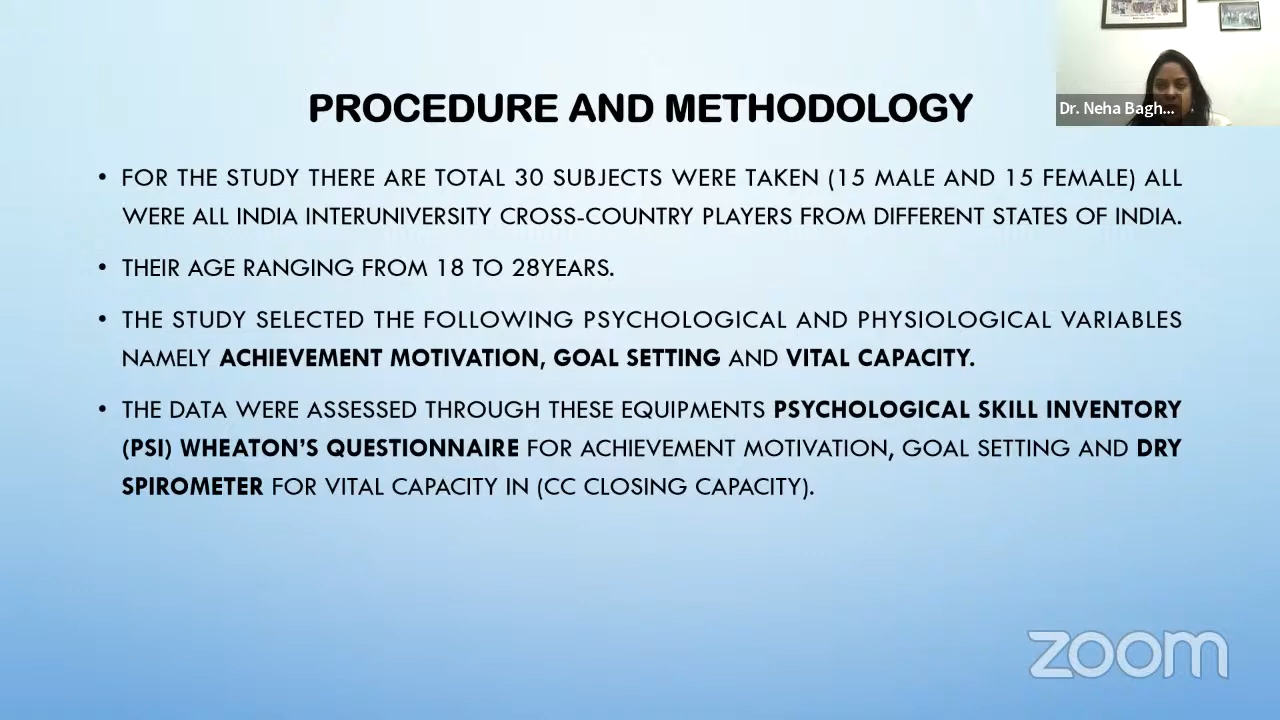 PROCEDURE AND METHODOLOGY
Dr. Neha Bagh...
• FOR THE STUDY THERE ARE TOTAL 30 SUBJECTS WERE TAKEN (15 MALE AND 15 FEMALE) ALL
WERE ALL INDIA INTERUNIVERSITY CROSS-COUNTRY PLAYERS FROM DIFFERENT STATES OF INDIA.
• THEIR AGE RANGING FROM 18 TO 28YEARS.
• THE STUDY SELECTED THE FOLLOWING PSYCHOLOGICAL AND PHYSIOLOGICAL VARIABLES
NAMELY ACHIEVEMENT MOTIVATION, GOAL SETTING AND VITAL CAPACITY.
• THE DATA WERE ASSESSED THROUGH THESE EQUIPMENTS PSYCHOLOGICAL SKILL INVENTORY
(PSI) WHEATON'S QUESTIONNAIRE FOR ACHIEVEMENT MOTIVATION, GOAL SETTING AND DRY
SPIROMETER FOR VITAL CAPACITY IN (CC CLOSING CAPACITY).
zoom